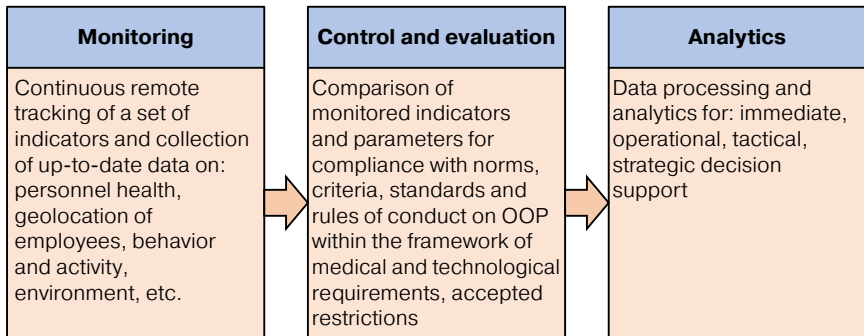 Monitoring
Continuous remote
tracking of a set of
indicators and collection
of up-to-date data on:
personnel health,
geolocation of
employees, behavior
and activity,
environment, etc.
Control and evaluation
Comparison of
monitored indicators
and parameters for
compliance with norms,
criteria, standards and
rules of conduct on OOP
within the framework of
medical and technological
requirements, accepted
restrictions
Analytics
Data processing and
analytics for: immediate,
operational, tactical,
strategic decision
support